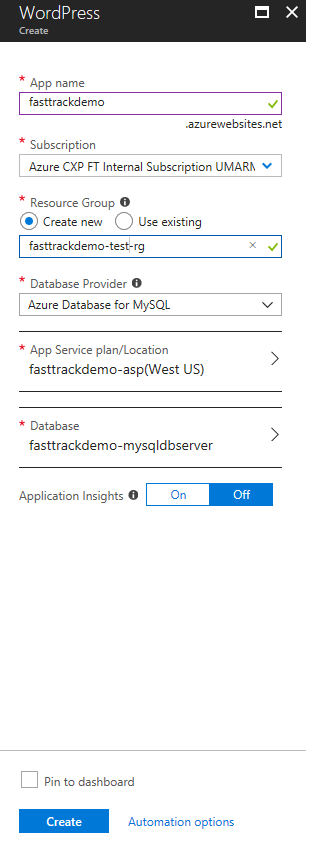 WordPress
Create
* App name
fasttrackdemo
.azurewebsites.net
* Subscription
Azure CXP FT Internal Subscription UMARM
* Resource Group
Create new Use existing
fasttrackdemo-test-rg
* Database Provider
Azure Database for MySQL
* App Service plan/Location
fasttrackdemo-asp(West US)
* Database
fasttrackdemo-mysqldbserver
Application Insights On Off
Pin to dashboard
Create Automation options